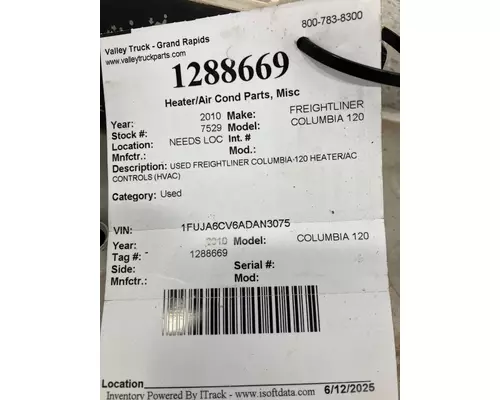 Valley Truck - Grand Rapids 800-783-8300
www.valleytruckparts.com
1288669
Heater/Air Cond Parts, Misc
Year: 2010 Make: FREIGHTLINER
Stock #: 7529 Model: COLUMBIA 120
Location: NEEDS LOC Int. #
Mnfctr.: Mod.:
Description: USED FREIGHTLINER COLUMBIA-120 HEATER/AC
CONTROLS (HVAC)
Category: Used
VIN: 1FUJA6CV6ADAN3075
Year: 2010 Model: COLUMBIA 120
Tag #: 1288669
Side: Serial #:
Mnfctr.: Mod:
Location
Inventory Powered By ITrack - www.isoftdata.com 6/12/2025